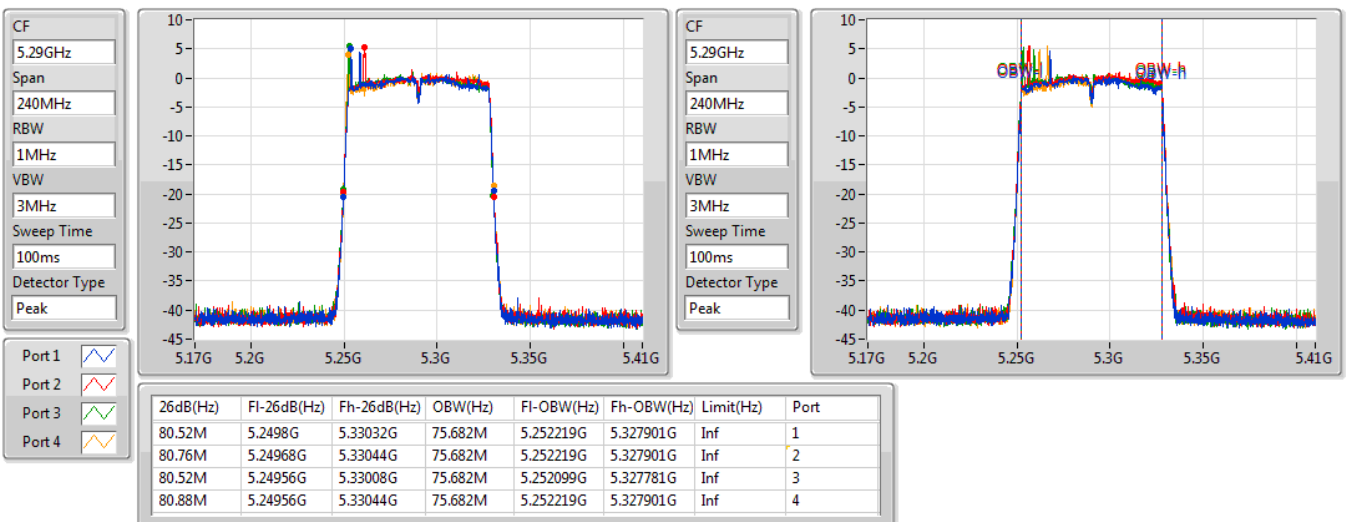 CF
5.29GHz
Span
240MHz
RBW
1MHz
VBW
3MHz
Sweep Time
100ms
Detector Type
Peak
10
5
0
-5
-10
-15
-20
-25
-30
-35
-40
-45
5.17G 5.2G 5.25G 5.3G 5.35G 5.41G
CF
5.29GHz
Span
240MHz
RBW
1MHz
VBW
3MHz
Sweep Time
100ms
Detector Type
Peak
10
5
0
-5
-10
-15
-20
-25
-30
-35
-40
-45
OBW-l OBW-h
5.17G 5.2G 5.25G 5.3G 5.35G 5.41G
Port 1
Port 2
Port 3
Port 4
26dB(Hz) Fl-26dB(Hz) Fh-26dB(Hz) OBW(Hz) Fl-OBW(Hz) Fh-OBW(Hz) Limit(Hz) Port
80.52M 5.2498G 5.33032G 75.682M 5.252219G 5.327901G Inf 1
80.76M 5.24968G 5.33044G 75.682M 5.252219G 5.327901G Inf 2
80.52M 5.24956G 5.33008G 75.682M 5.252099G 5.327781G Inf 3
80.88M 5.24956G 5.33044G 75.682M 5.252219G 5.327901G Inf 4